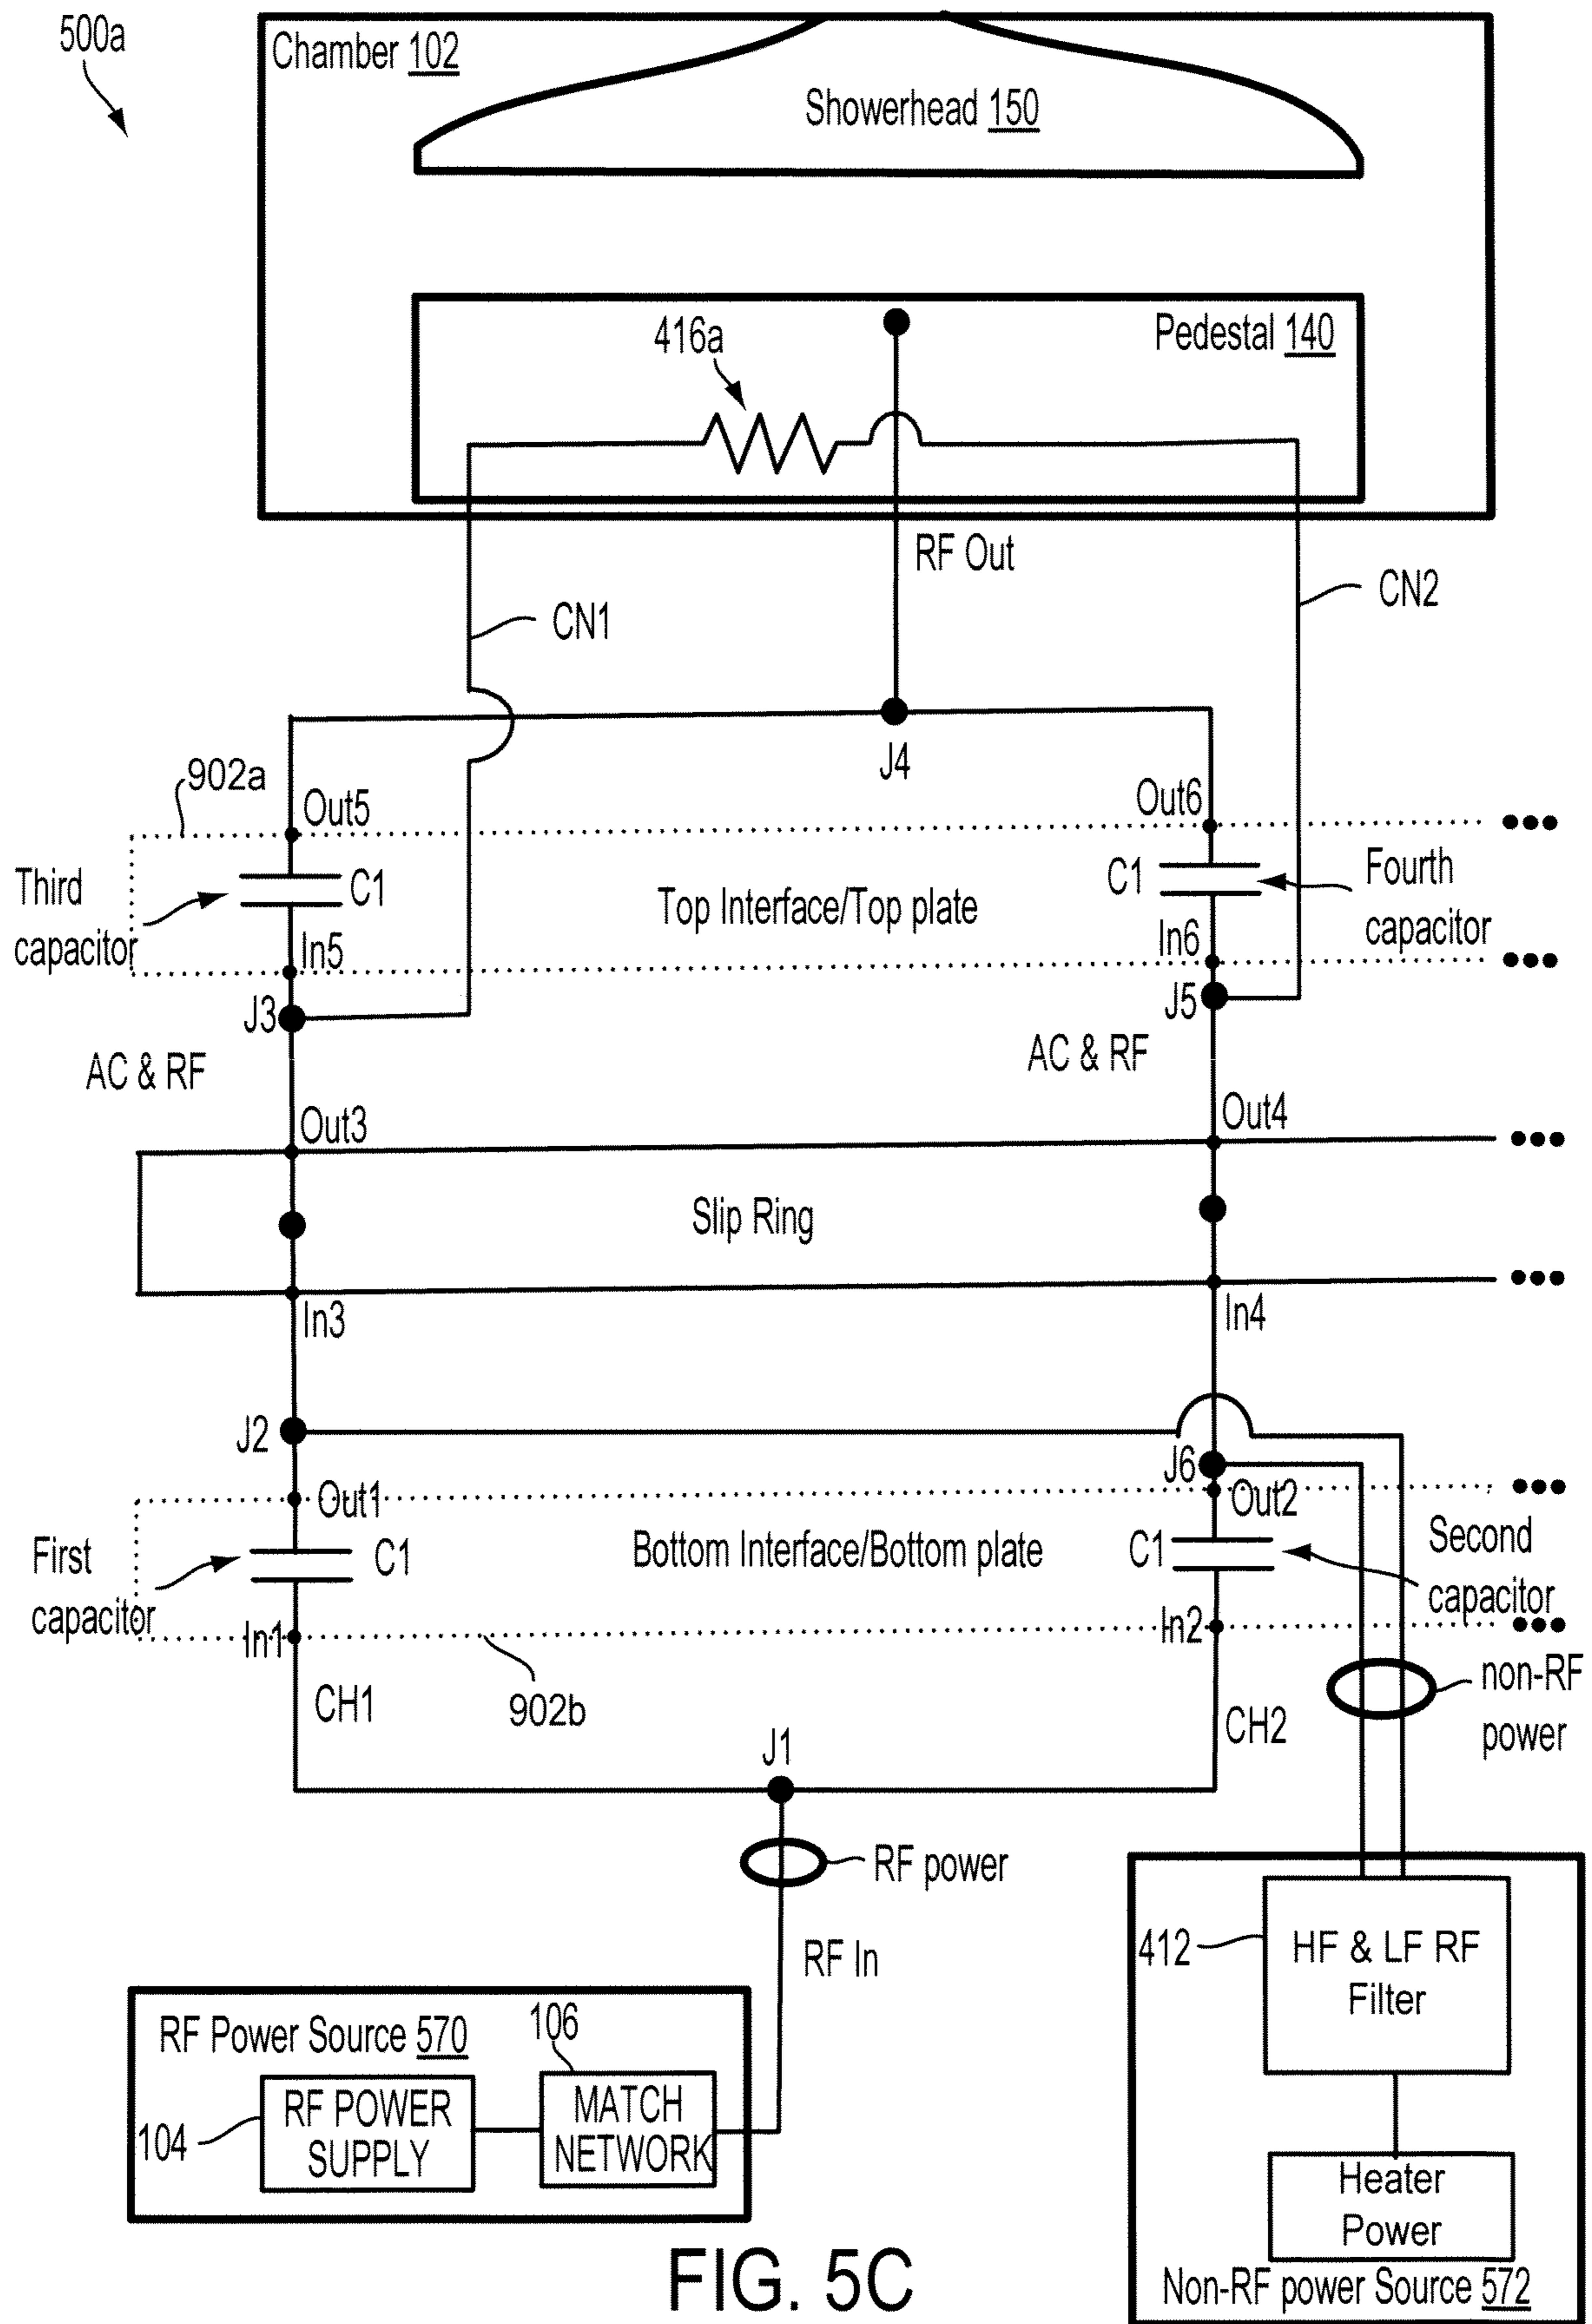 500a
Chamber 102
Showerhead 150
416a
Pedestal 140
RF Out
CN1
CN2
J4
902a
Out5
Out6
Third
capacitor
C1
Top Interface/Top plate
C1
Fourth
capacitor
In5
In6
J3
J5
AC & RF
AC & RF
Out3
Out4
Slip Ring
In3
In4
J2
J6
Out1
Out2
First
capacitor
C1
Bottom Interface/Bottom plate
C1
Second
capacitor
In1
In2
CH1
902b
CH2
non-RF
power
J1
RF power
RF In
412
HF & LF RF
Filter
RF Power Source 570
106
104
RF POWER
SUPPLY
MATCH
NETWORK
Heater
Power
Non-RF power Source 572
FIG. 5C